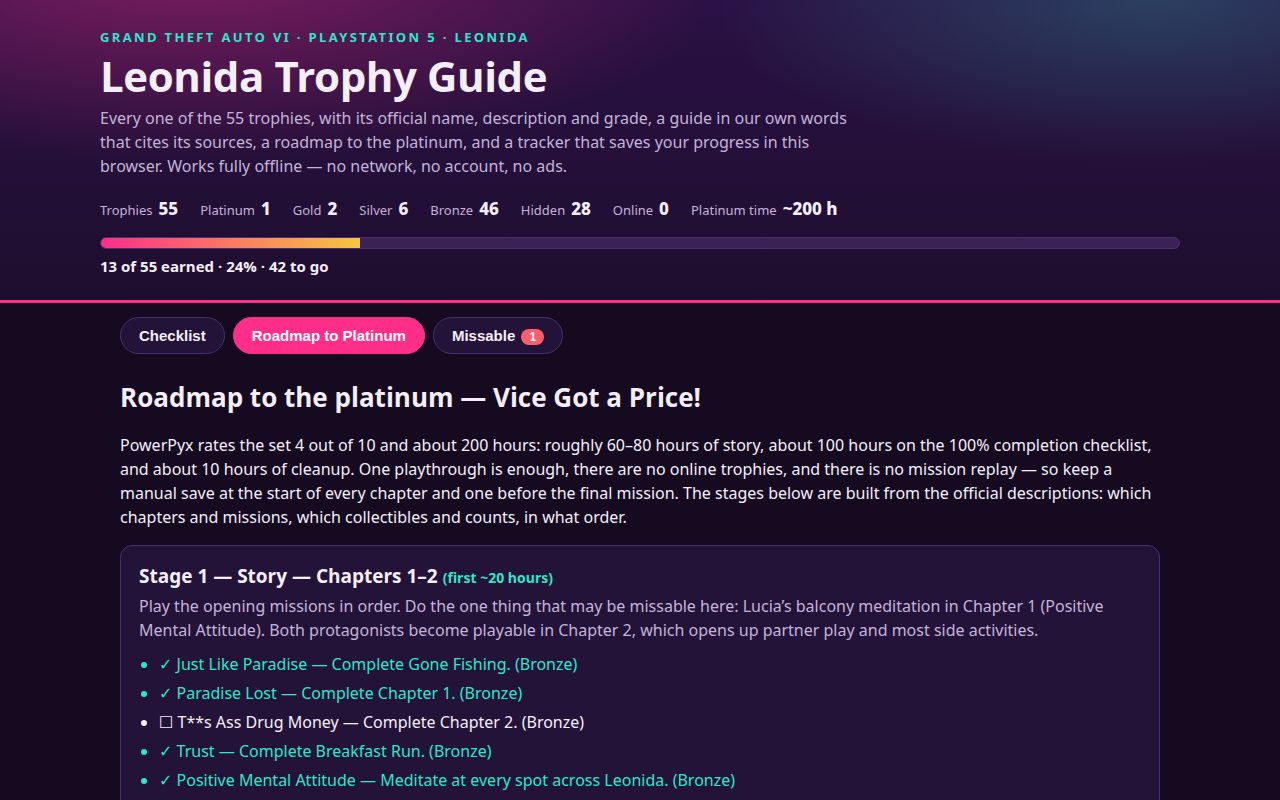 GRAND THEFT AUTO VI · PLAYSTATION 5 · LEONIDA
Leonida Trophy Guide
Every one of the 55 trophies, with its official name, description and grade, a guide in our own words
that cites its sources, a roadmap to the platinum, and a tracker that saves your progress in this
browser. Works fully offline — no network, no account, no ads.
Trophies 55 Platinum 1 Gold 2 Silver 6 Bronze 46 Hidden 28 Online 0 Platinum time ~200 h
13 of 55 earned · 24% · 42 to go
Checklist Roadmap to Platinum Missable 1
Roadmap to the platinum — Vice Got a Price!
PowerPyx rates the set 4 out of 10 and about 200 hours: roughly 60–80 hours of story, about 100 hours on the 100% completion checklist,
and about 10 hours of cleanup. One playthrough is enough, there are no online trophies, and there is no mission replay — so keep a
manual save at the start of every chapter and one before the final mission. The stages below are built from the official descriptions: which
chapters and missions, which collectibles and counts, in what order.
Stage 1 — Story — Chapters 1–2 (first ~20 hours)
Play the opening missions in order. Do the one thing that may be missable here: Lucia’s balcony meditation in Chapter 1 (Positive
Mental Attitude). Both protagonists become playable in Chapter 2, which opens up partner play and most side activities.
• ✓ Just Like Paradise — Complete Gone Fishing. (Bronze)
• ✓ Paradise Lost — Complete Chapter 1. (Bronze)
• ☐ T**s Ass Drug Money — Complete Chapter 2. (Bronze)
• ✓ Trust — Complete Breakfast Run. (Bronze)
• ✓ Positive Mental Attitude — Meditate at every spot across Leonida. (Bronze)